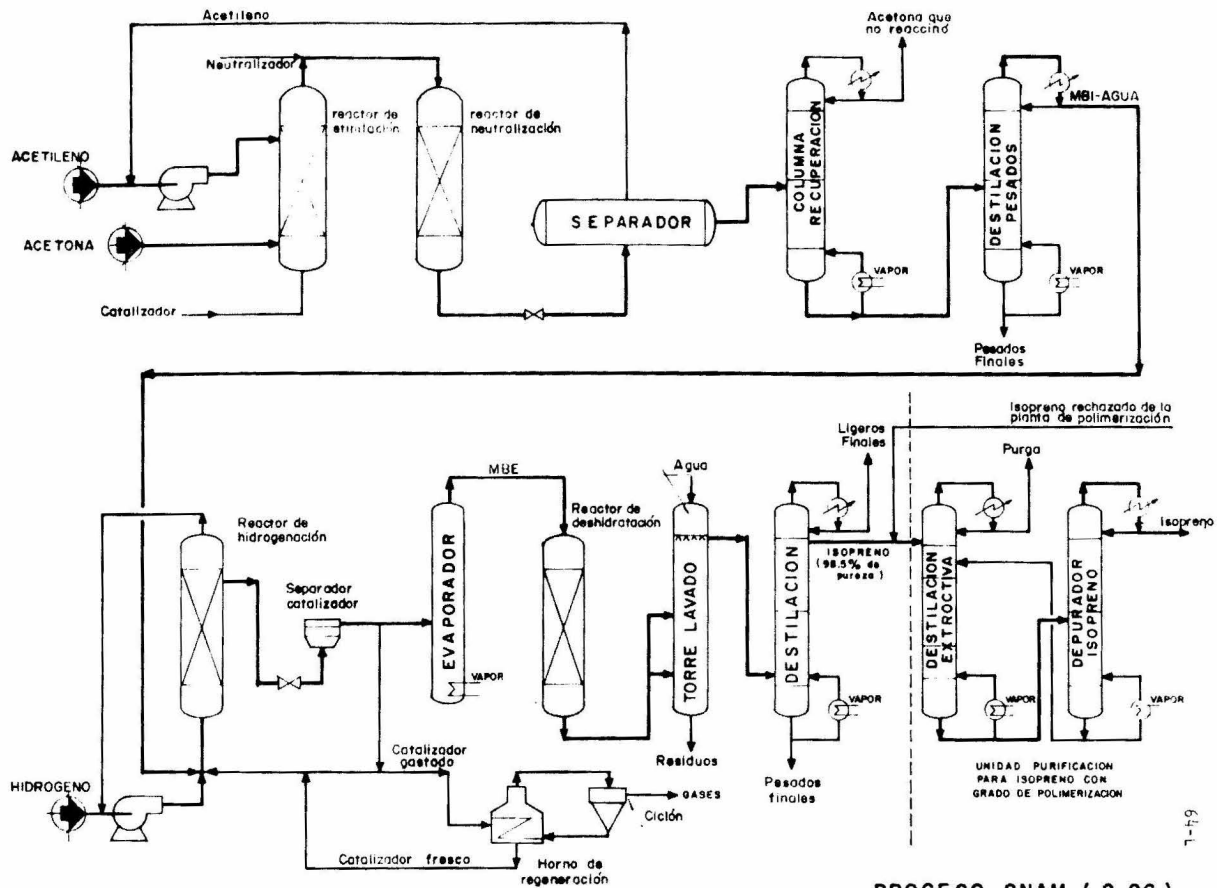 Acetileno
Acetona que
no reaccinó
Neutralizador
reactor de
etinilación
reactor de
neutralización
MBI-AGUA
ACETILENO
COLUMNA
RECUPERACION
DESTILACION
PESADOS
SEPARADOR
ACETONA
VAPOR
VAPOR
Catalizador
Pesados
Finales
Isopreno rechazado de la
planta de polimerización
Ligeros
Finales
Purga
Agua
MBE
Reactor de
hidrogenación
Reactor de
deshidratación
Isopreno
ISOPRENO
(98.5% de
pureza)
Separador
catalizador
EVAPORADOR
TORRE LAVADO
DESTILACION
DESTILACION
EXTROCTIVA
DEPURADOR
ISOPRENO
VAPOR
VAPOR
VAPOR
VAPOR
Catalizador
gastado
Residuos
Pesados
finales
UNIDAD PURIFICACION
PARA ISOPRENO CON
GRADO DE POLIMERIZACION
HIDROGENO
GASES
Ciclón
Catalizador fresco
Horno de
regeneración